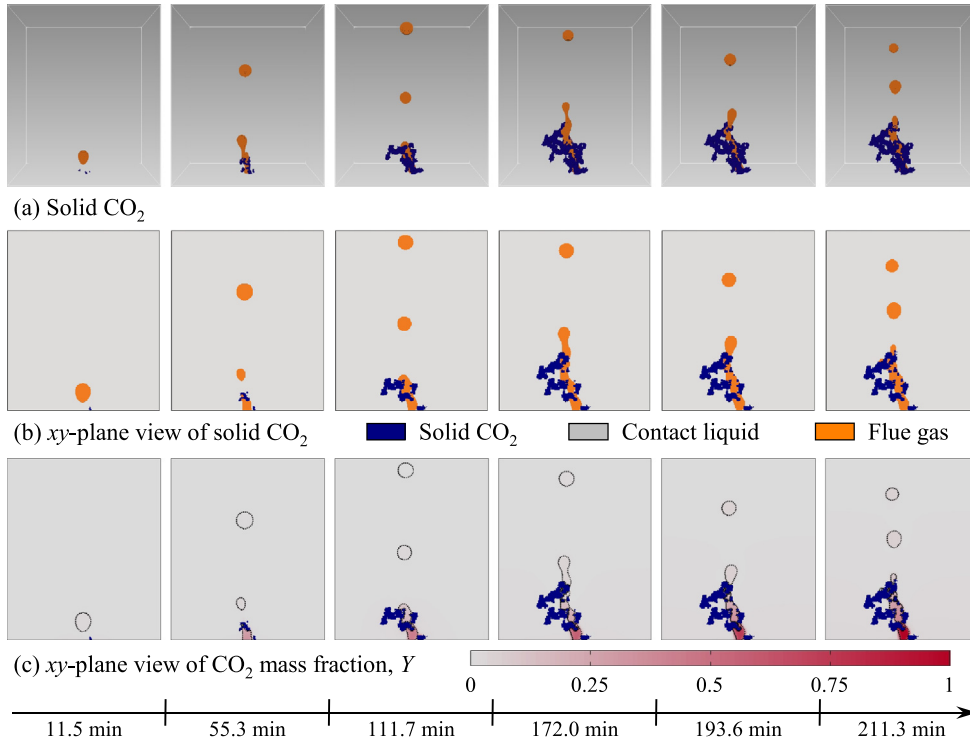 (a) Solid CO₂
(b) xy-plane view of solid CO₂ Solid CO₂ Contact liquid Flue gas
(c) xy-plane view of CO₂ mass fraction, Y
0 0.25 0.5 0.75 1
11.5 min 55.3 min 111.7 min 172.0 min 193.6 min 211.3 min